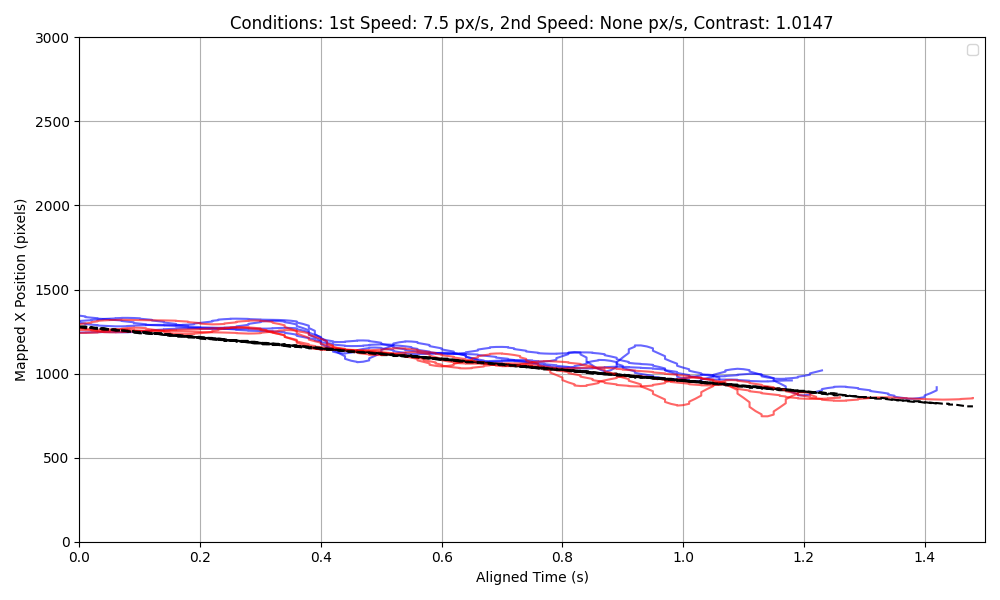 Conditions: 1st Speed: 7.5 px/s, 2nd Speed: None px/s, Contrast: 1.0147
Mapped X Position (pixels)
3000
2500
2000
1500
1000
500
0
0.0 0.2 0.4 0.6 0.8 1.0 1.2 1.4
Aligned Time (s)